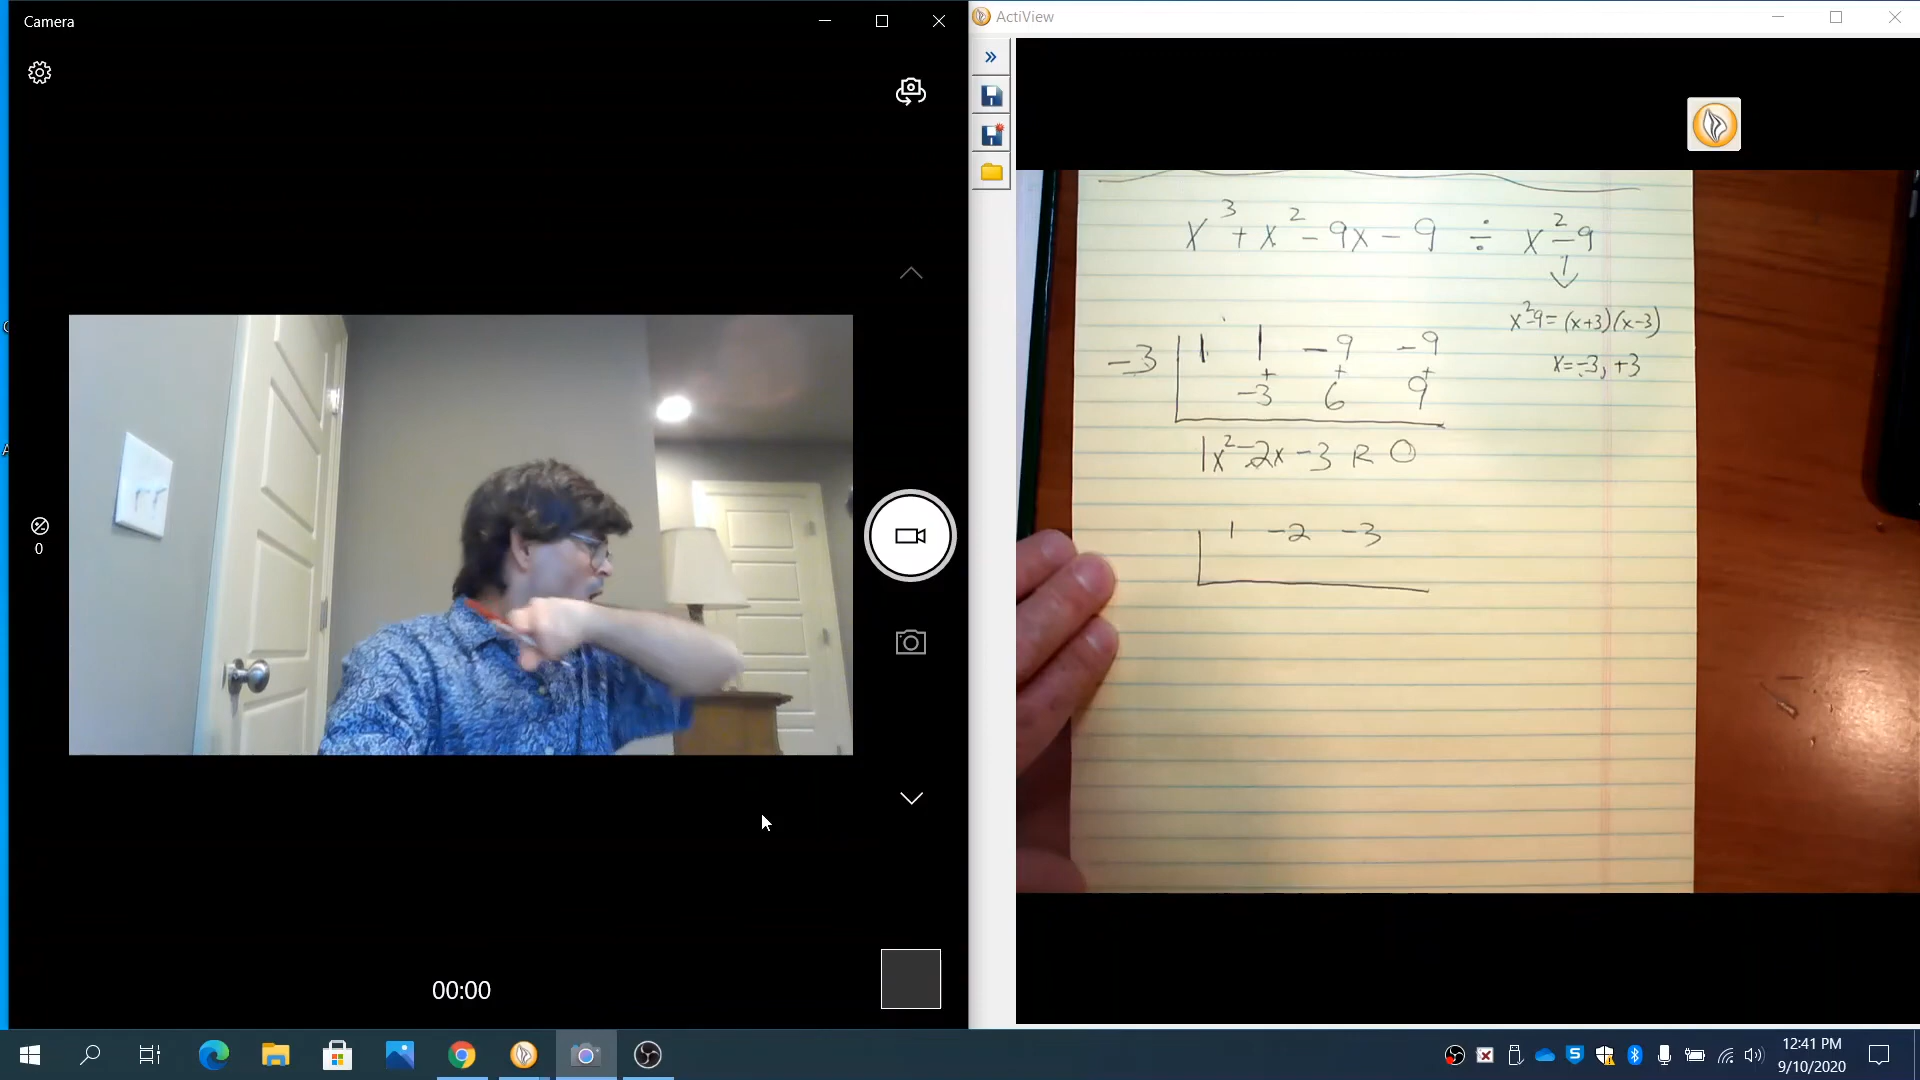 Camera
ActiView
0
00:00
x³ + x² - 9x - 9 ÷ x² - 9
x²-9 = (x+3)(x-3)
x = -3, +3
-3 | 1 1 -9 -9
+ + +
-3 6 9
1x² - 2x - 3 R 0
1 -2 -3
12:41 PM
9/10/2020